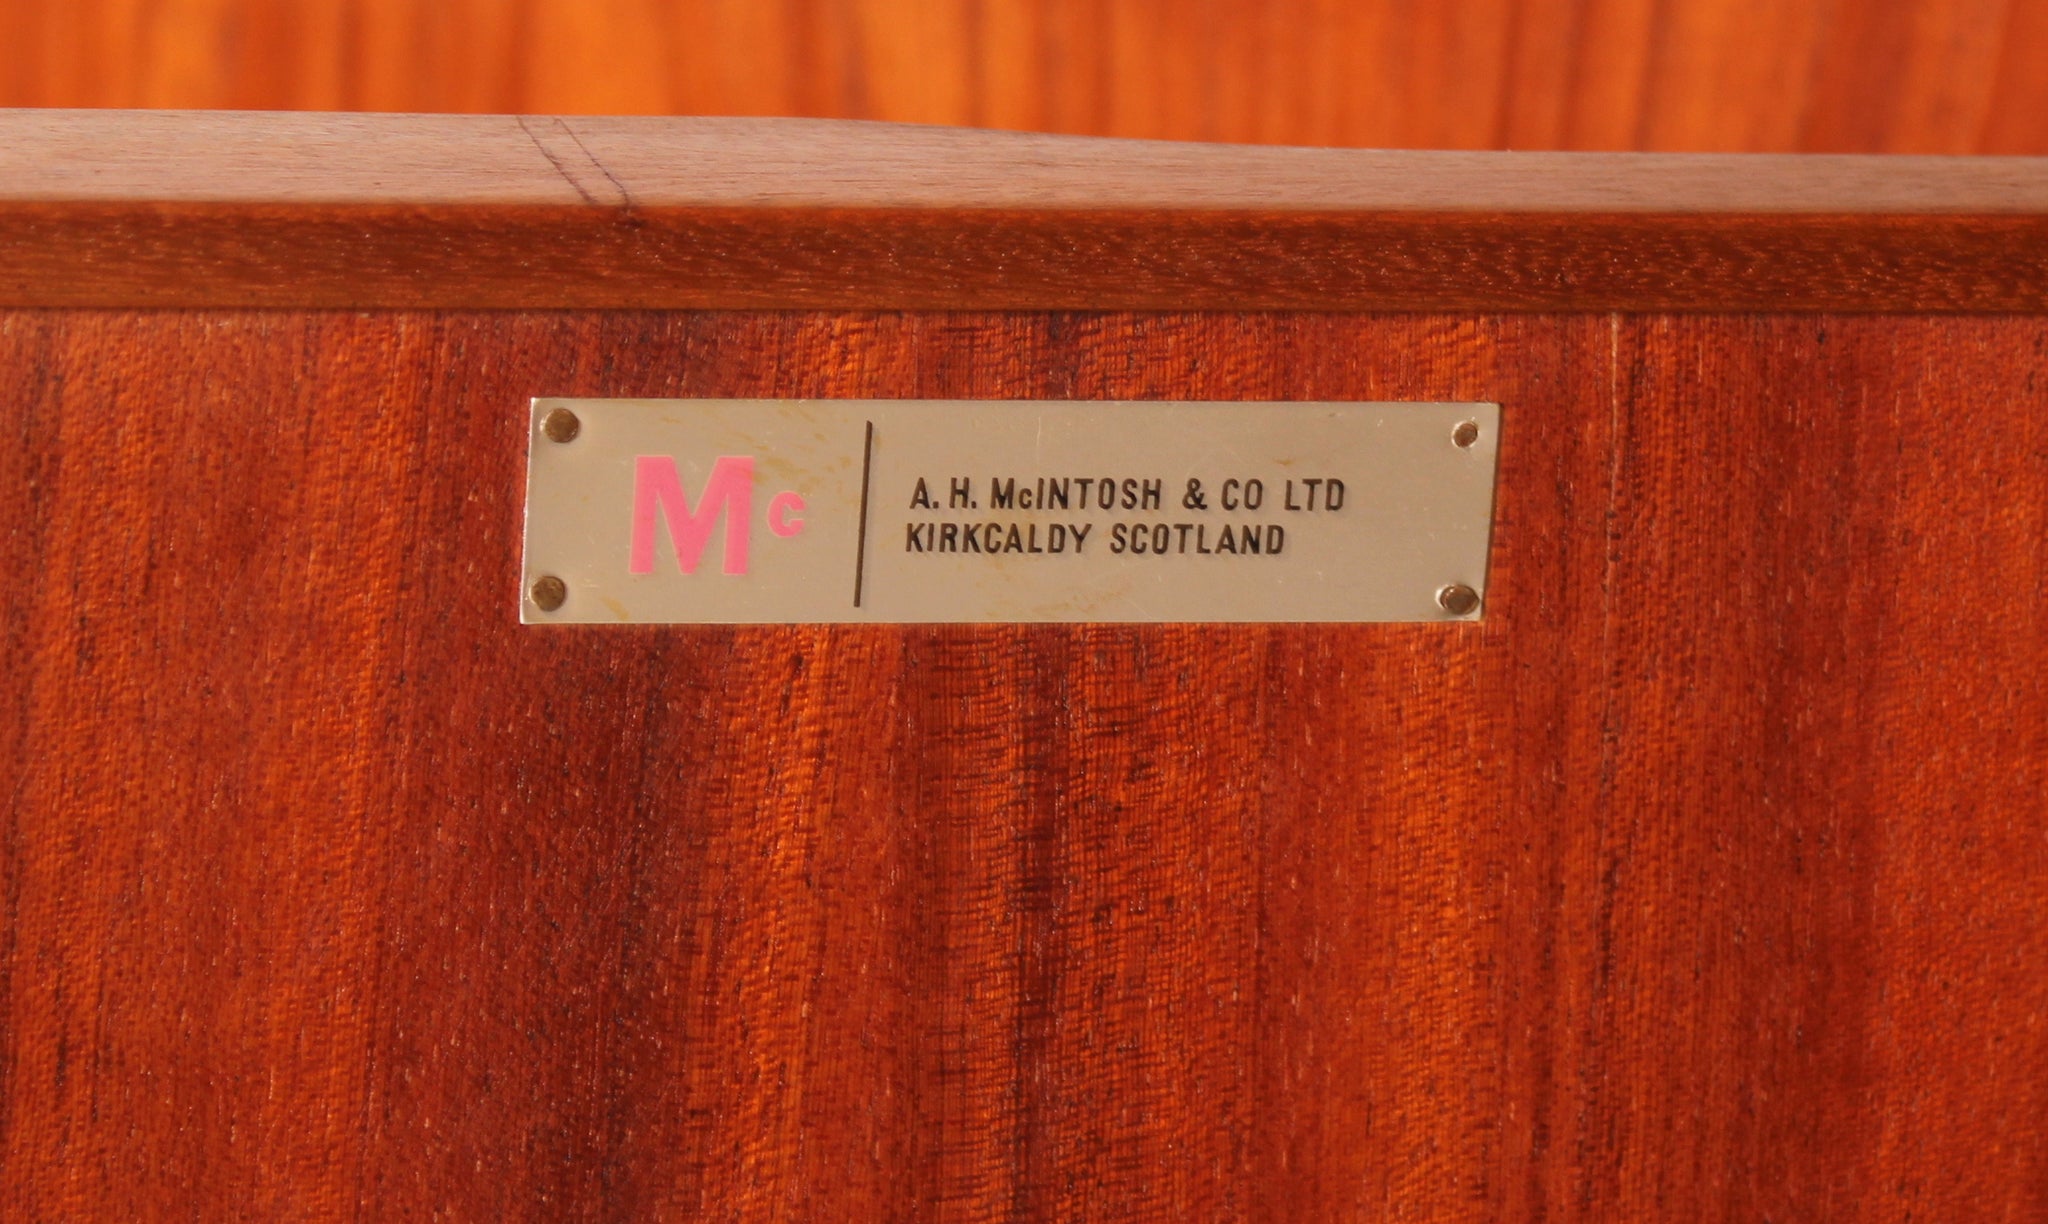 Mc
A. H. McINTOSH & CO LTD
KIRKCALDY SCOTLAND